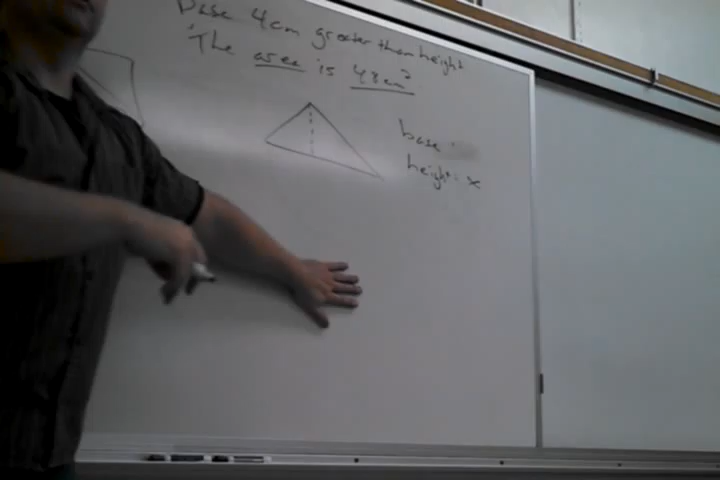 base 4cm greater than height
The area is 48cm²
base:
height: x